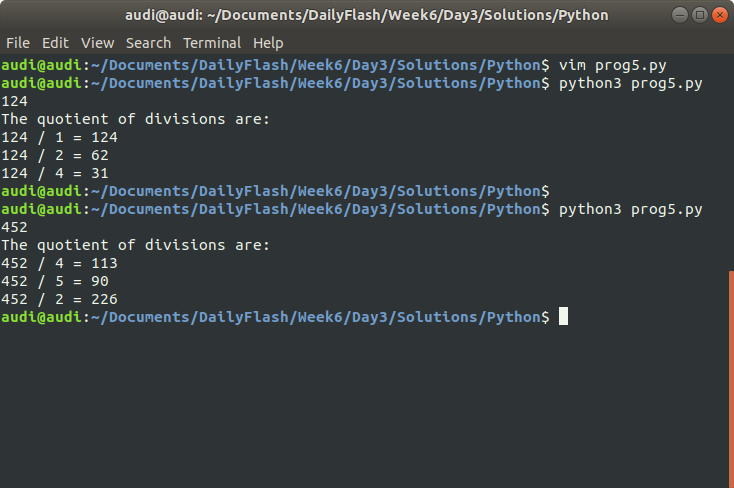 audi@audi: ~/Documents/DailyFlash/Week6/Day3/Solutions/Python
File Edit View Search Terminal Help
audi@audi:~/Documents/DailyFlash/Week6/Day3/Solutions/Python$ vim prog5.py
audi@audi:~/Documents/DailyFlash/Week6/Day3/Solutions/Python$ python3 prog5.py
124
The quotient of divisions are:
124 / 1 = 124
124 / 2 = 62
124 / 4 = 31
audi@audi:~/Documents/DailyFlash/Week6/Day3/Solutions/Python$
audi@audi:~/Documents/DailyFlash/Week6/Day3/Solutions/Python$ python3 prog5.py
452
The quotient of divisions are:
452 / 4 = 113
452 / 5 = 90
452 / 2 = 226
audi@audi:~/Documents/DailyFlash/Week6/Day3/Solutions/Python$